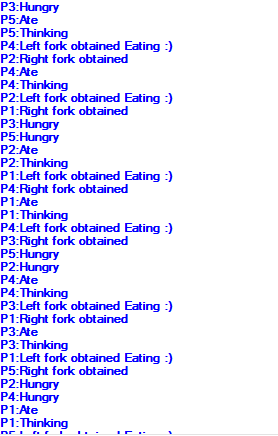 P3:Hungry
P5:Ate
P5:Thinking
P4:Left fork obtained Eating :)
P2:Right fork obtained
P4:Ate
P4:Thinking
P2:Left fork obtained Eating :)
P1:Right fork obtained
P3:Hungry
P5:Hungry
P2:Ate
P2:Thinking
P1:Left fork obtained Eating :)
P4:Right fork obtained
P1:Ate
P1:Thinking
P4:Left fork obtained Eating :)
P3:Right fork obtained
P5:Hungry
P2:Hungry
P4:Ate
P4:Thinking
P3:Left fork obtained Eating :)
P1:Right fork obtained
P3:Ate
P3:Thinking
P1:Left fork obtained Eating :)
P5:Right fork obtained
P2:Hungry
P4:Hungry
P1:Ate
P1:Thinking
P5:Left fork obtained Eating :)